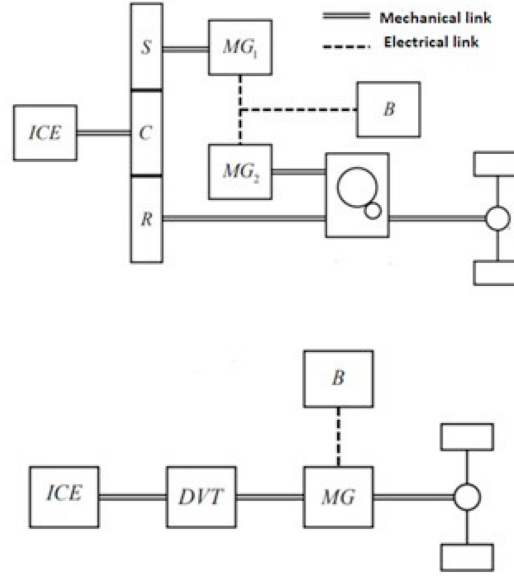 Mechanical link
Electrical link
S
MG₁
ICE
C
B
MG₂
R
B
ICE
DVT
MG